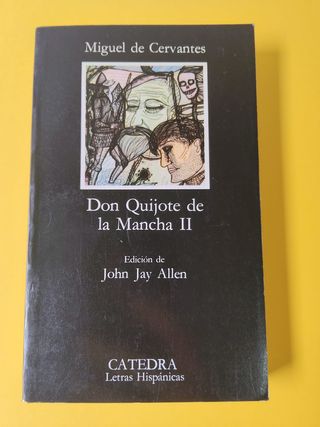 Miguel de Cervantes
Don Quijote de
la Mancha II
Edición de
John Jay Allen
CATEDRA
Letras Hispánicas